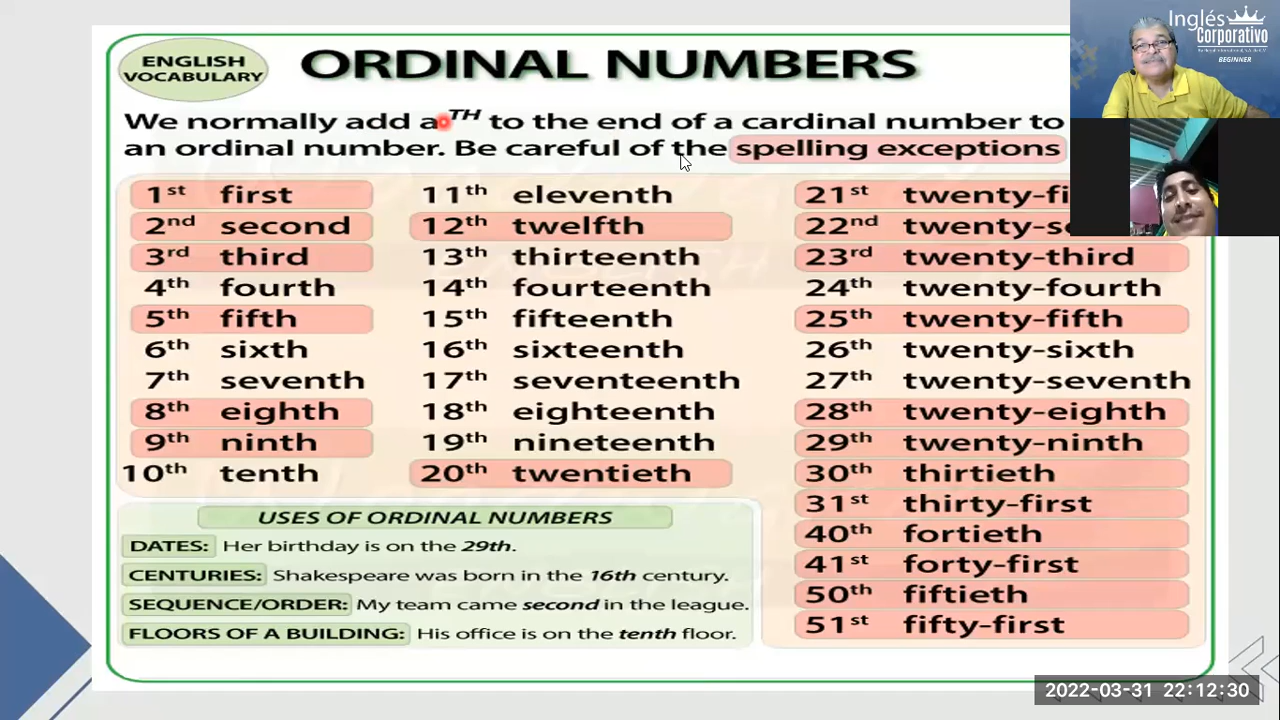 ENGLISH
VOCABULARY
ORDINAL NUMBERS
We normally add a TH to the end of a cardinal number to
an ordinal number. Be careful of the spelling exceptions
1st first
2nd second
3rd third
4th fourth
5th fifth
6th sixth
7th seventh
8th eighth
9th ninth
10th tenth
11th eleventh
12th twelfth
13th thirteenth
14th fourteenth
15th fifteenth
16th sixteenth
17th seventeenth
18th eighteenth
19th nineteenth
20th twentieth
21st twenty-fi
22nd twenty-s
23rd twenty-third
24th twenty-fourth
25th twenty-fifth
26th twenty-sixth
27th twenty-seventh
28th twenty-eighth
29th twenty-ninth
30th thirtieth
31st thirty-first
40th fortieth
41st forty-first
50th fiftieth
51st fifty-first
USES OF ORDINAL NUMBERS
DATES: Her birthday is on the 29th.
CENTURIES: Shakespeare was born in the 16th century.
SEQUENCE/ORDER: My team came second in the league.
FLOORS OF A BUILDING: His office is on the tenth floor.
Inglés
Corporativo
BEGINNER
2022-03-31 22:12:30